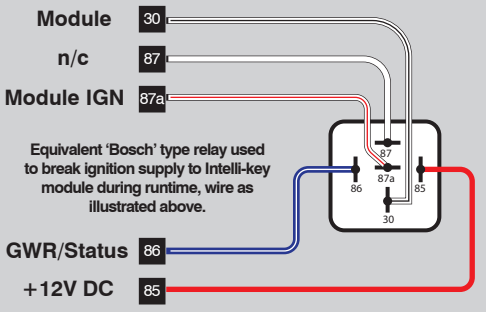 Module 30
n/c 87
Module IGN 87a
Equivalent ‘Bosch’ type relay used
to break ignition supply to Intelli-key
module during runtime, wire as
illustrated above.
87
87a
86
85
30
GWR/Status 86
+12V DC 85